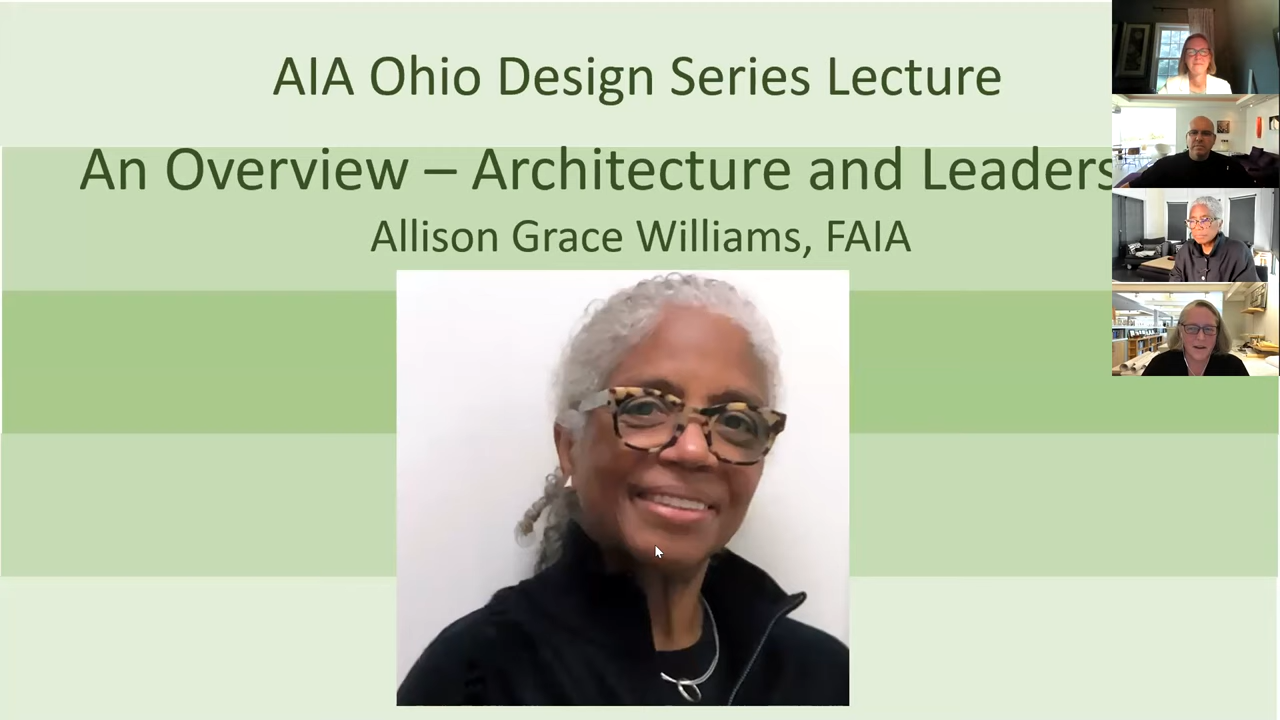 AIA Ohio Design Series Lecture
An Overview – Architecture and Leaders
Allison Grace Williams, FAIA